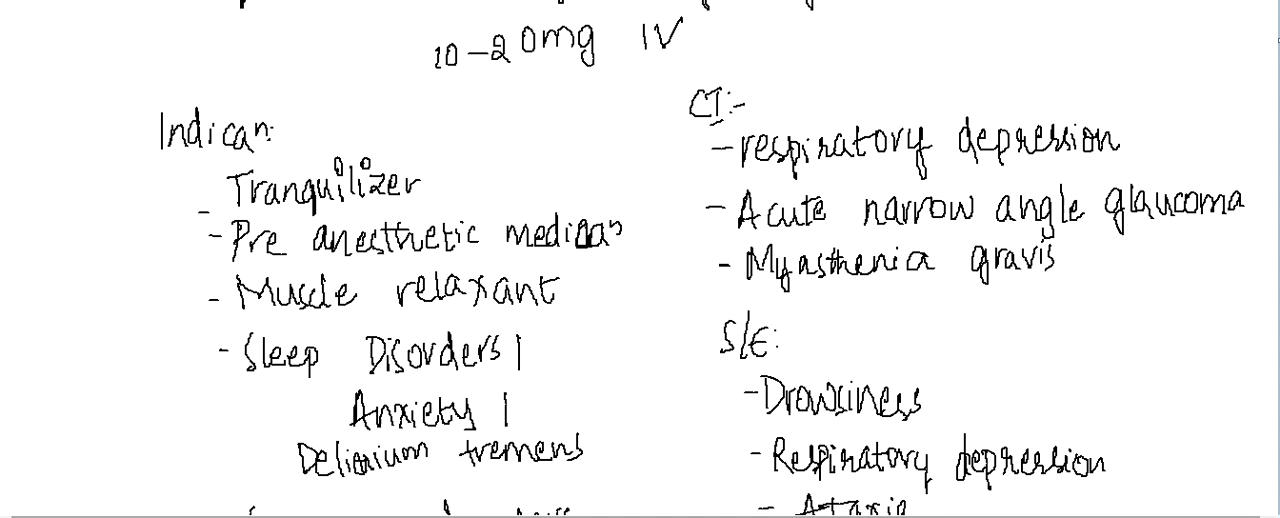 10-20mg IV
Indican:
- Tranquilizer
- Pre anesthetic medican
- Muscle relaxant
- Sleep Disorders |
Anxiety |
Delirium tremens
CI:-
- respiratory depression
- Acute narrow angle glaucoma
- Myasthenia gravis
S/E:
- Drowsiness
- Respiratory depression
- Ataxia